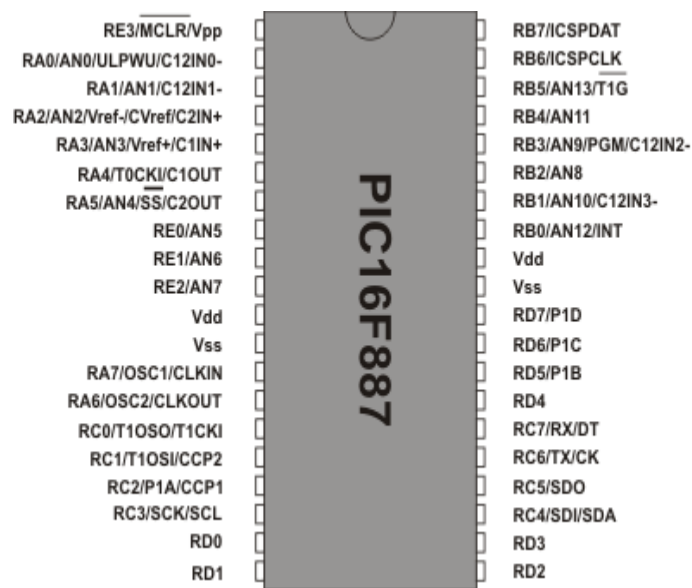 RE3/MCLR/Vpp
RA0/AN0/ULPWU/C12IN0-
RA1/AN1/C12IN1-
RA2/AN2/Vref-/CVref/C2IN+
RA3/AN3/Vref+/C1IN+
RA4/T0CKI/C1OUT
RA5/AN4/SS/C2OUT
RE0/AN5
RE1/AN6
RE2/AN7
Vdd
Vss
RA7/OSC1/CLKIN
RA6/OSC2/CLKOUT
RC0/T1OSO/T1CKI
RC1/T1OSI/CCP2
RC2/P1A/CCP1
RC3/SCK/SCL
RD0
RD1
PIC16F887
RB7/ICSPDAT
RB6/ICSPCLK
RB5/AN13/T1G
RB4/AN11
RB3/AN9/PGM/C12IN2-
RB2/AN8
RB1/AN10/C12IN3-
RB0/AN12/INT
Vdd
Vss
RD7/P1D
RD6/P1C
RD5/P1B
RD4
RC7/RX/DT
RC6/TX/CK
RC5/SDO
RC4/SDI/SDA
RD3
RD2